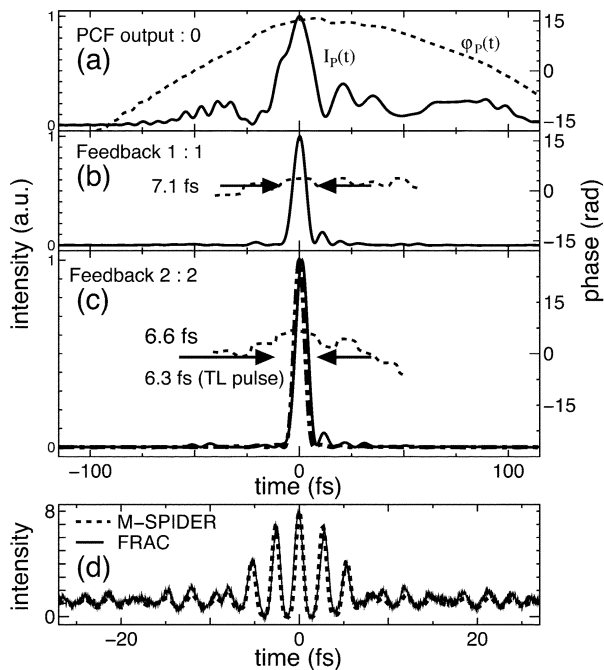 PCF output : 0
(a)
I_P(t)
φ_P(t)
1
0
15
0
-15
Feedback 1 : 1
(b)
7.1 fs
1
0
15
0
-15
Feedback 2 : 2
(c)
6.6 fs
6.3 fs (TL pulse)
1
0
15
0
-15
intensity (a.u.)
phase (rad)
-100
0
100
time (fs)
M-SPIDER
FRAC
(d)
8
4
0
intensity
-20
0
20
time (fs)